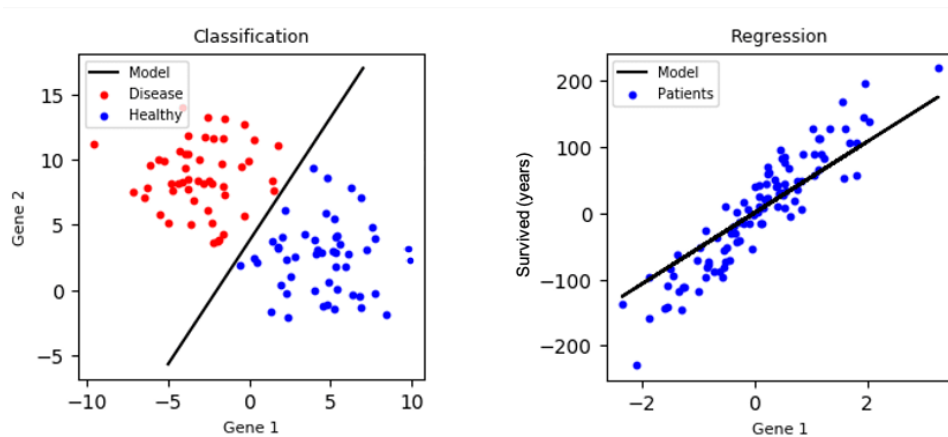 Classification
Model
Disease
Healthy
15
10
5
0
−5
Gene 2
−10
−5
0
5
10
Gene 1
Regression
Model
Patients
200
100
0
−100
−200
Survived (years)
−2
0
2
Gene 1